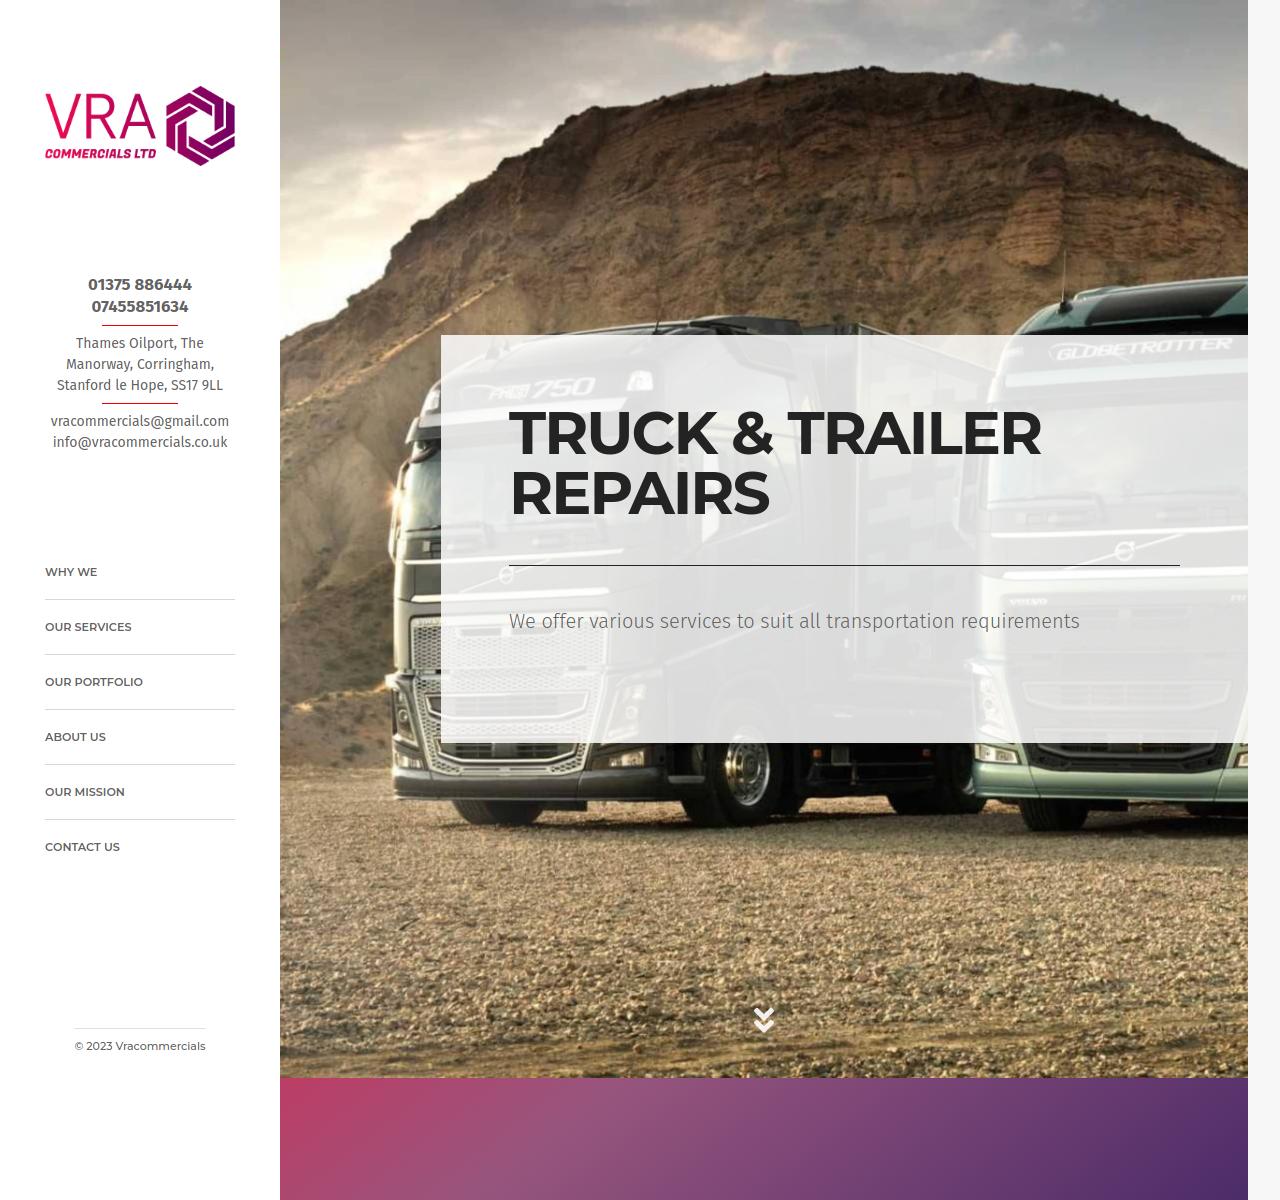 VRA
COMMERCIALS LTD
01375 886444
07455851634
Thames Oilport, The
Manorway, Corringham,
Stanford le Hope, SS17 9LL
vracommercials@gmail.com
info@vracommercials.co.uk
WHY WE
OUR SERVICES
OUR PORTFOLIO
ABOUT US
OUR MISSION
CONTACT US
© 2023 Vracommercials
GLOBETROTTER
FH16 750
TRUCK & TRAILER
REPAIRS
We offer various services to suit all transportation requirements
VOLVO